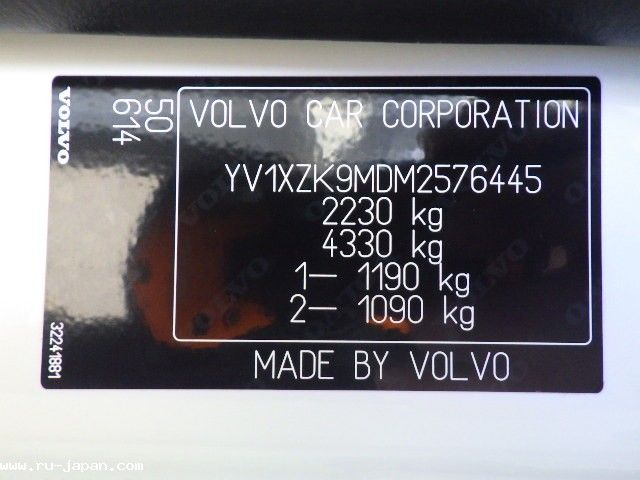 VOLVO
50
614
VOLVO CAR CORPORATION
YV1XZK9MDM2576445
2230 kg
4330 kg
1– 1190 kg
2– 1090 kg
32241881
MADE BY VOLVO
www.ru-japan.com